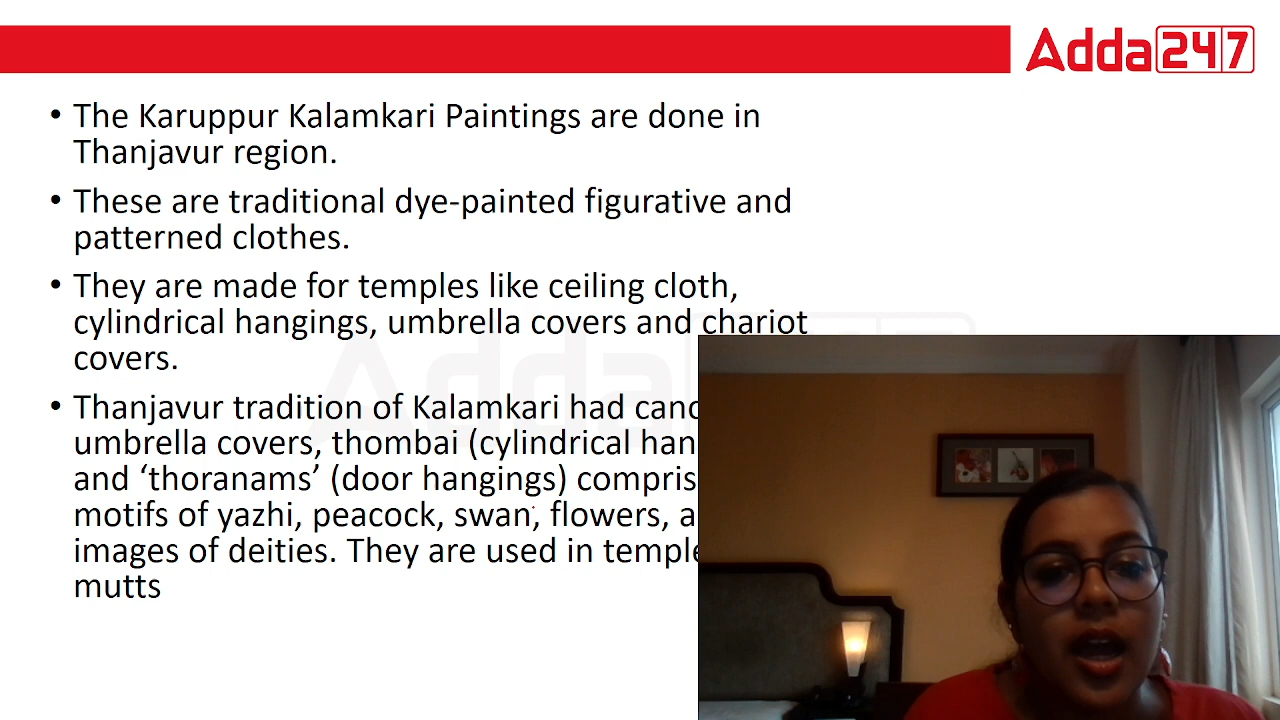 Adda247
• The Karuppur Kalamkari Paintings are done in
Thanjavur region.
• These are traditional dye-painted figurative and
patterned clothes.
• They are made for temples like ceiling cloth,
cylindrical hangings, umbrella covers and chariot
covers.
• Thanjavur tradition of Kalamkari had
umbrella covers, thombai (cylindrical
and ‘thoranams’ (door hangings)
motifs of yazhi, peacock, swan, flowers,
images of deities. They are used in
mutts